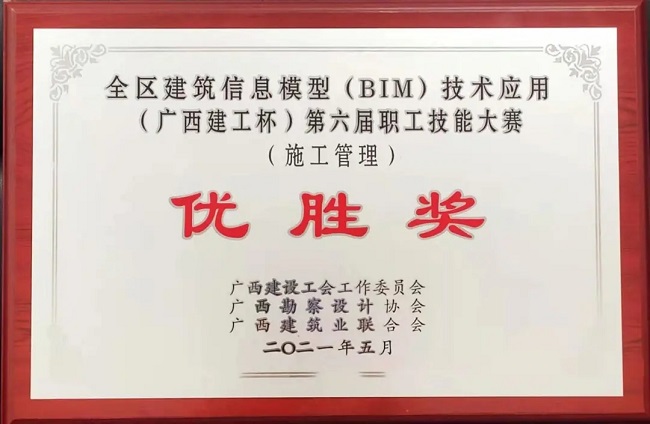 全区建筑信息模型（BIM）技术应用
（广西建工杯）第六届职工技能大赛
（施工管理）
优胜奖
广西建设工会工作委员会
广西勘察设计协会
广西建筑业联合会
二〇二一年五月